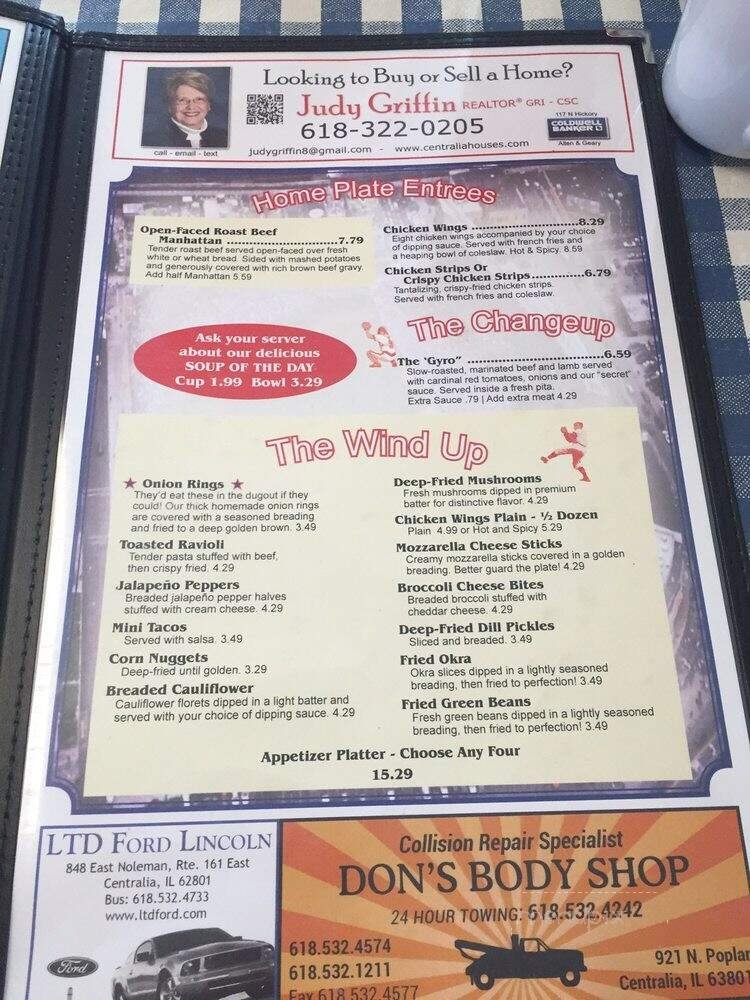 Looking to Buy or Sell a Home?
Judy Griffin REALTOR® GRI - CSC
618-322-0205
117 N Hickory
COLDWELL
BANKER
Allen & Geary
call - email - text
judygriffin8@gmail.com - www.centraliahouses.com
Home Plate Entrees
Open-Faced Roast Beef
Manhattan ................................7.79
Tender roast beef served open-faced over fresh
white or wheat bread. Sided with mashed potatoes
and generously covered with rich brown beef gravy.
Add half Manhattan 5.59
Chicken Wings ...............................8.29
Eight chicken wings accompanied by your choice
of dipping sauce. Served with french fries and
a heaping bowl of coleslaw. Hot & Spicy. 8.59
Chicken Strips Or
Crispy Chicken Strips...............6.79
Tantalizing, crispy-fried chicken strips.
Served with french fries and coleslaw.
Ask your server
about our delicious
SOUP OF THE DAY
Cup 1.99 Bowl 3.29
The Changeup
The 'Gyro" .......................................6.59
Slow-roasted, marinated beef and lamb served
with cardinal red tomatoes, onions and our "secret"
sauce. Served inside a fresh pita.
Extra Sauce .79 | Add extra meat 4.29
The Wind Up
★ Onion Rings ★
They'd eat these in the dugout if they
could! Our thick homemade onion rings
are covered with a seasoned breading
and fried to a deep golden brown. 3.49
Toasted Ravioli
Tender pasta stuffed with beef,
then crispy fried. 4.29
Jalapeño Peppers
Breaded jalapeño pepper halves
stuffed with cream cheese. 4.29
Mini Tacos
Served with salsa. 3.49
Corn Nuggets
Deep-fried until golden. 3.29
Breaded Cauliflower
Cauliflower florets dipped in a light batter and
served with your choice of dipping sauce. 4.29
Deep-Fried Mushrooms
Fresh mushrooms dipped in premium
batter for distinctive flavor. 4.29
Chicken Wings Plain - ½ Dozen
Plain 4.99 or Hot and Spicy 5.29
Mozzarella Cheese Sticks
Creamy mozzarella sticks covered in a golden
breading. Better guard the plate! 4.29
Broccoli Cheese Bites
Breaded broccoli stuffed with
cheddar cheese. 4.29
Deep-Fried Dill Pickles
Sliced and breaded. 3.49
Fried Okra
Okra slices dipped in a lightly seasoned
breading, then fried to perfection! 3.49
Fried Green Beans
Fresh green beans dipped in a lightly seasoned
breading, then fried to perfection! 3.49
Appetizer Platter - Choose Any Four
15.29
LTD FORD LINCOLN
848 East Noleman, Rte. 161 East
Centralia, IL 62801
Bus: 618.532.4733
www.ltdford.com
Ford
Collision Repair Specialist
DON'S BODY SHOP
24 HOUR TOWING: 618.532.4242
618.532.4574
618.532.1211
Fax 618.532.4577
921 N. Poplar
Centralia, IL 6380